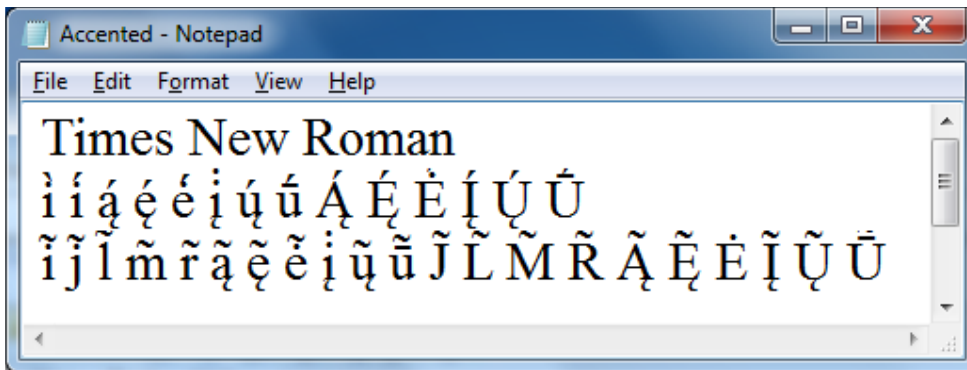 Accented - Notepad
File Edit Format View Help
Times New Roman
i̇̀ i̇́ ą́ ę́ ė́ į̇́ ų́ ū́ Ą́ Ę́ Ė́ Į́ Ų́ Ū́
i̇̃ j̇̃ l̃ m̃ r̃ ą̃ ę̃ ė̃ į̇̃ ų̃ ū̃ J̃ L̃ M̃ R̃ Ą̃ Ę̃ Ė̃ Į̃ Ų̃ Ū̃